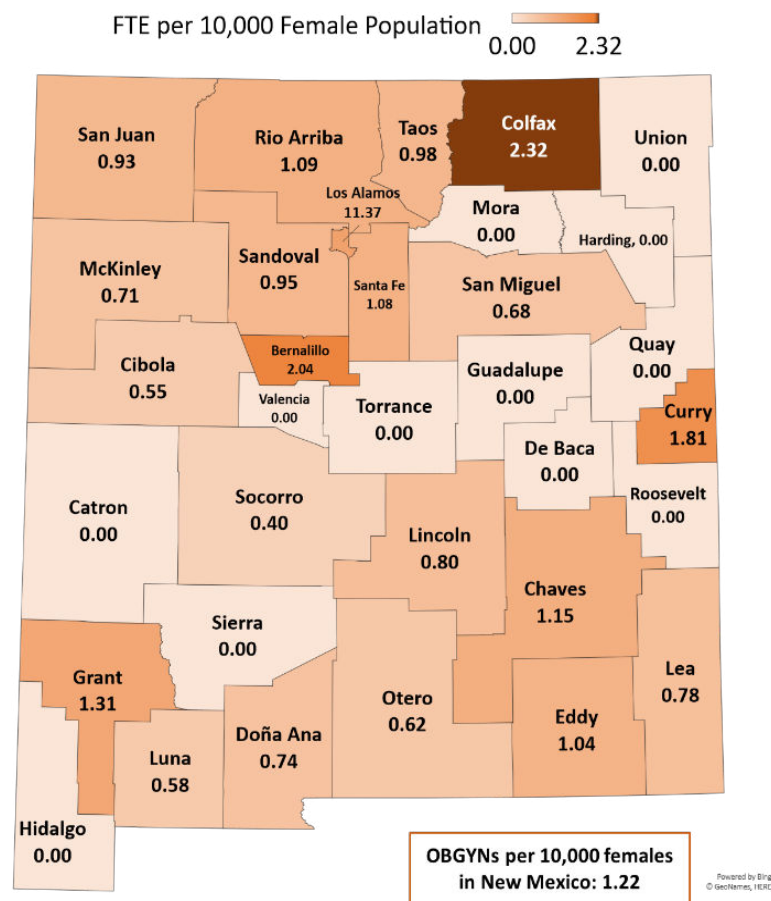 FTE per 10,000 Female Population
0.00 2.32
San Juan
0.93
Rio Arriba
1.09
Taos
0.98
Colfax
2.32
Union
0.00
Los Alamos
11.37
Mora
0.00
Harding, 0.00
McKinley
0.71
Sandoval
0.95
Santa Fe
1.08
San Miguel
0.68
Cibola
0.55
Bernalillo
2.04
Valencia
0.00
Torrance
0.00
Guadalupe
0.00
Quay
0.00
Curry
1.81
De Baca
0.00
Roosevelt
0.00
Catron
0.00
Socorro
0.40
Lincoln
0.80
Chaves
1.15
Sierra
0.00
Grant
1.31
Luna
0.58
Doña Ana
0.74
Otero
0.62
Eddy
1.04
Lea
0.78
Hidalgo
0.00
OBGYNs per 10,000 females
in New Mexico: 1.22
Powered by Bing
© GeoNames, HERE